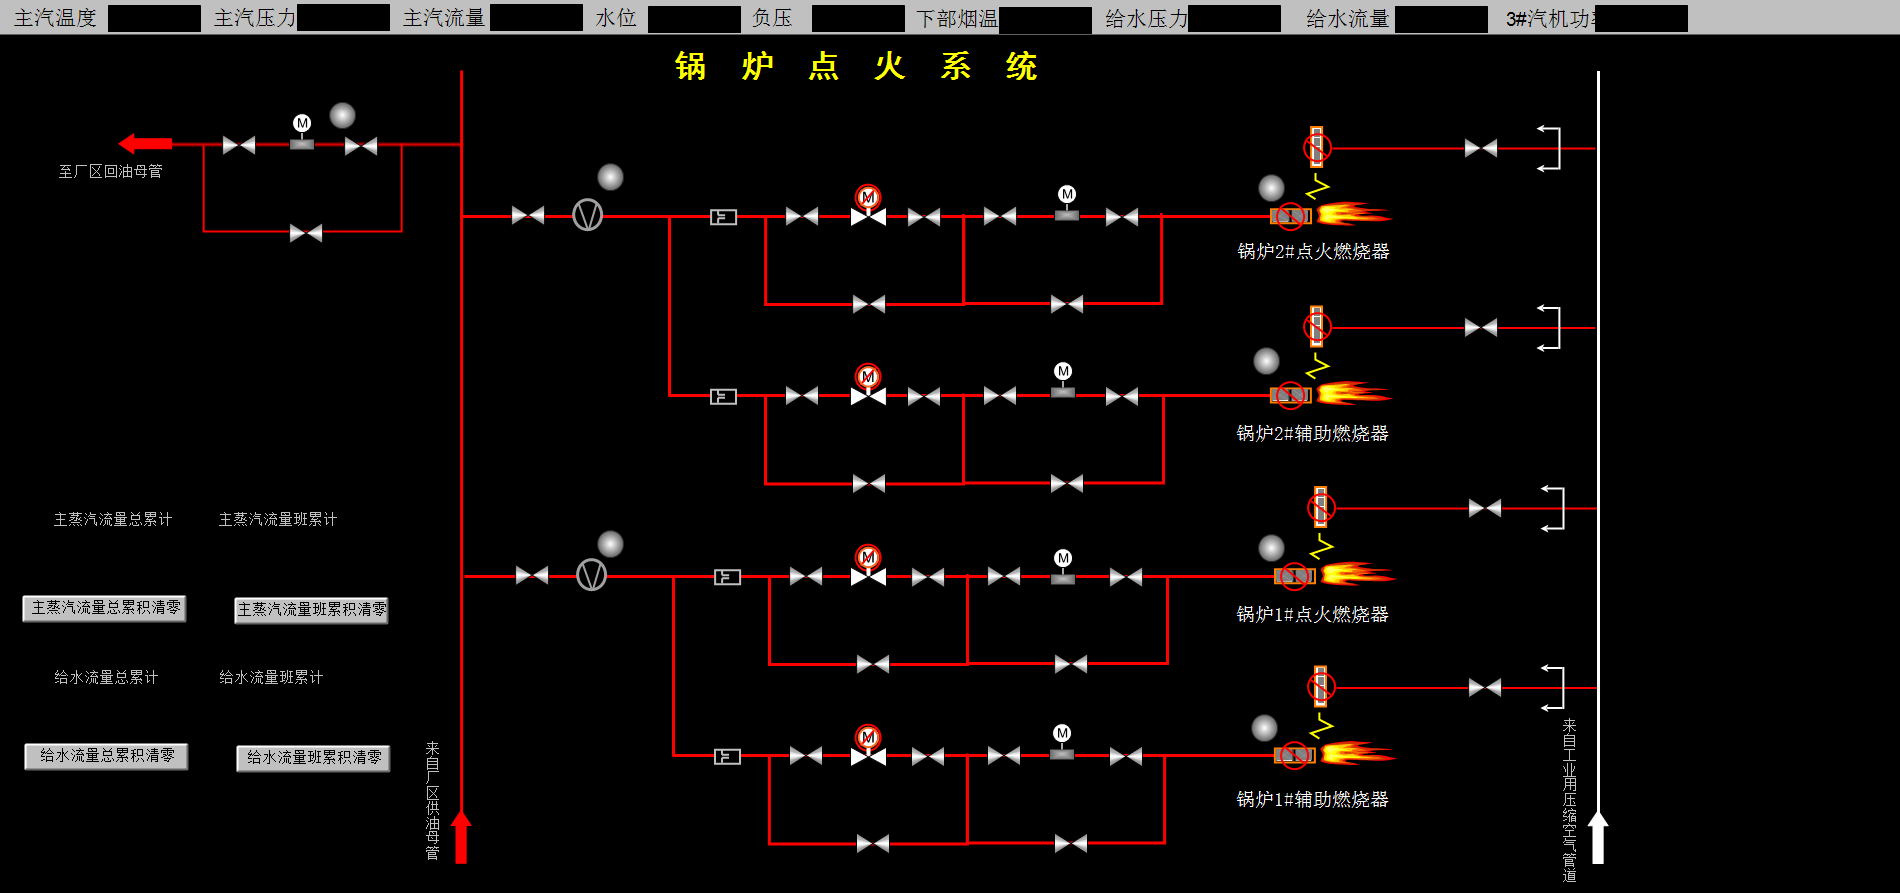 主汽温度 主汽压力 主汽流量 水位 负压 下部烟温 给水压力 给水流量 3#汽机功
锅炉点火系统
M
至厂区回油母管
M M
锅炉2#点火燃烧器
M M
锅炉2#辅助燃烧器
主蒸汽流量总累计 主蒸汽流量班累计
M M
主蒸汽流量总累积清零 主蒸汽流量班累积清零
锅炉1#点火燃烧器
给水流量总累计 给水流量班累计
M M
给水流量总累积清零 给水流量班累积清零
锅炉1#辅助燃烧器
来自厂区供油母管
来自工业用压缩空气管道